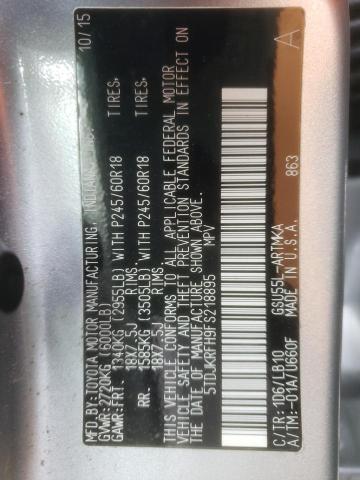 MFD.BY:TOYOTA MOTOR MANUFACTURING, INDIANA, INC. 10/15
GVWR:2720KG(6000LB)
GAWR:FRT. 1340KG(2955LB) WITH P245/60R18 TIRES,
18X7.5J RIMS
RR. 1585KG(3505LB) WITH P245/60R18 TIRES,
18X7.5J RIMS
THIS VEHICLE CONFORMS TO ALL APPLICABLE FEDERAL MOTOR
VEHICLE SAFETY AND THEFT PREVENTION STANDARDS IN EFFECT ON
THE DATE OF MANUFACTURE SHOWN ABOVE.
5TDJKRFH9FS218895 MPV
C/TR:1D6/LB10 GSU55L-ARTMKA A
A/TM:-01A/U660F MADE IN U.S.A. 863